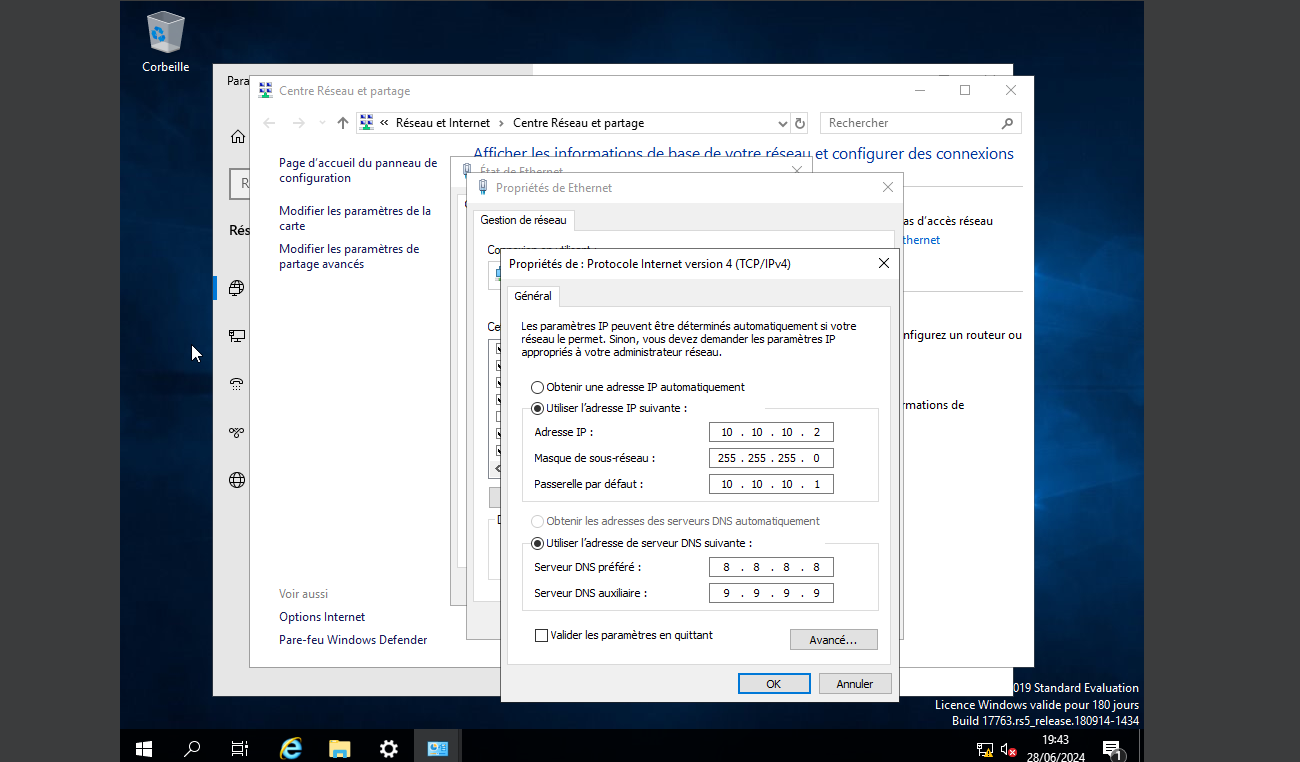 Corbeille
Para
Centre Réseau et partage
« Réseau et Internet > Centre Réseau et partage
Rechercher
Page d'accueil du panneau de
configuration
Modifier les paramètres de la
carte
Modifier les paramètres de
partage avancés
Voir aussi
Options Internet
Pare-feu Windows Defender
R
Rés
Afficher les informations de base de votre réseau et configurer des connexions
as d'accès réseau
thernet
nfigurez un routeur ou
rmations de
État de Ethernet
Propriétés de Ethernet
Gestion de réseau
Connexion en utilisant :
Ce
Propriétés de : Protocole Internet version 4 (TCP/IPv4)
Général
Les paramètres IP peuvent être déterminés automatiquement si votre
réseau le permet. Sinon, vous devez demander les paramètres IP
appropriés à votre administrateur réseau.
Obtenir une adresse IP automatiquement
Utiliser l'adresse IP suivante :
Adresse IP : 10 . 10 . 10 . 2
Masque de sous-réseau : 255 . 255 . 255 . 0
Passerelle par défaut : 10 . 10 . 10 . 1
Obtenir les adresses des serveurs DNS automatiquement
Utiliser l'adresse de serveur DNS suivante :
Serveur DNS préféré : 8 . 8 . 8 . 8
Serveur DNS auxiliaire : 9 . 9 . 9 . 9
Valider les paramètres en quittant
Avancé...
OK
Annuler
019 Standard Evaluation
Licence Windows valide pour 180 jours
Build 17763.rs5_release.180914-1434
19:43
28/06/2024
1